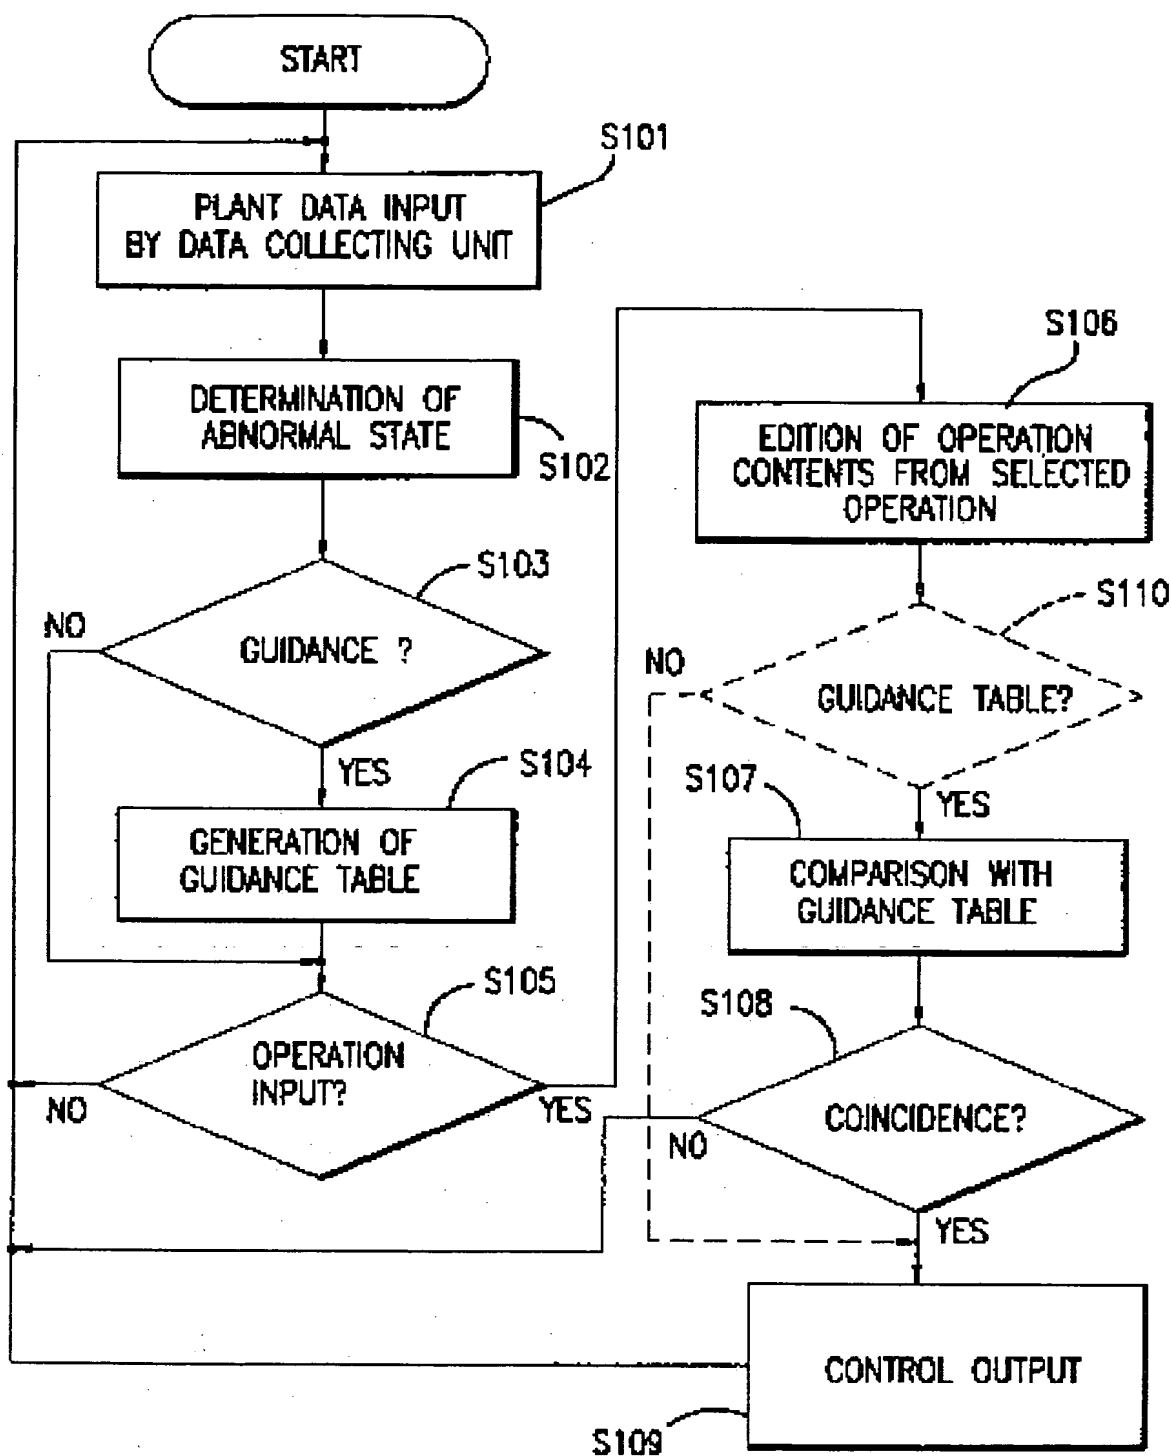 START
S101
PLANT DATA INPUT
BY DATA COLLECTING UNIT
DETERMINATION OF
ABNORMAL STATE
S102
S103
NO
GUIDANCE ?
YES
S104
GENERATION OF
GUIDANCE TABLE
S105
OPERATION
INPUT?
NO
YES
S106
EDITION OF OPERATION
CONTENTS FROM SELECTED
OPERATION
S110
NO
GUIDANCE TABLE?
YES
S107
COMPARISON WITH
GUIDANCE TABLE
S108
COINCIDENCE?
NO
YES
CONTROL OUTPUT
S109